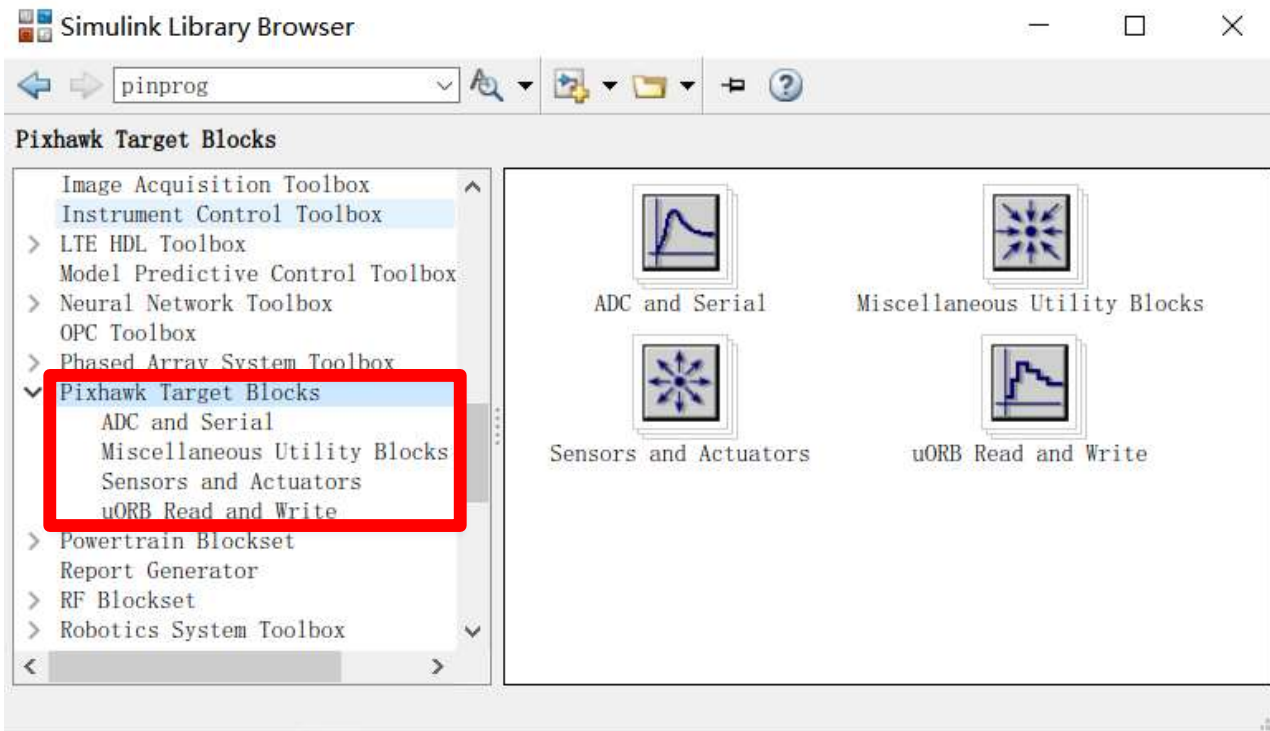 Simulink Library Browser
pinprog
Pixhawk Target Blocks
Image Acquisition Toolbox
Instrument Control Toolbox
LTE HDL Toolbox
Model Predictive Control Toolbox
Neural Network Toolbox
OPC Toolbox
Phased Array System Toolbox
Pixhawk Target Blocks
ADC and Serial
Miscellaneous Utility Blocks
Sensors and Actuators
uORB Read and Write
Powertrain Blockset
Report Generator
RF Blockset
Robotics System Toolbox
ADC and Serial
Miscellaneous Utility Blocks
Sensors and Actuators
uORB Read and Write